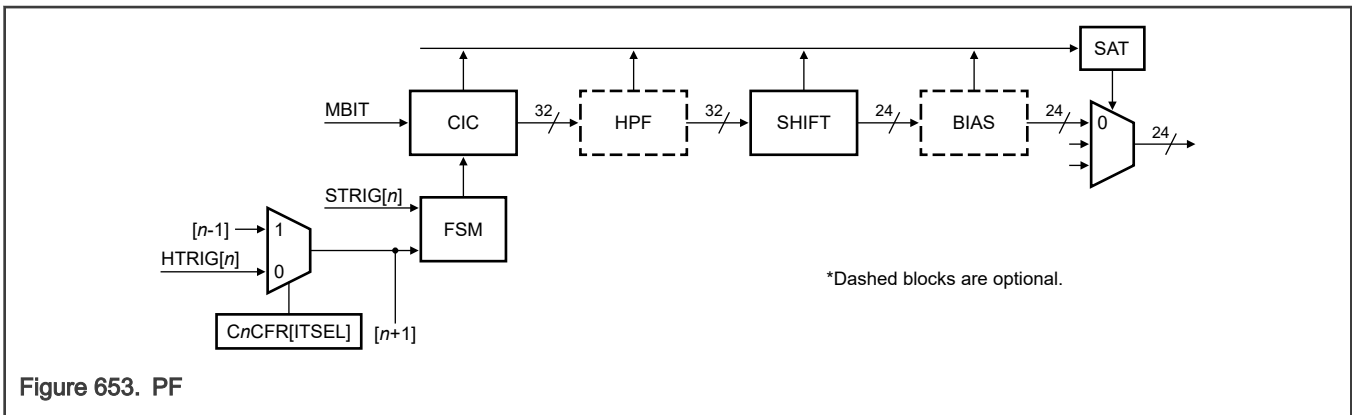 SAT
MBIT
CIC
32
HPF
32
SHIFT
24
BIAS
24
0
24
STRIG[n]
FSM
[n-1]
1
HTRIG[n]
0
CnCFR[ITSEL]
[n+1]
*Dashed blocks are optional.
Figure 653. PF